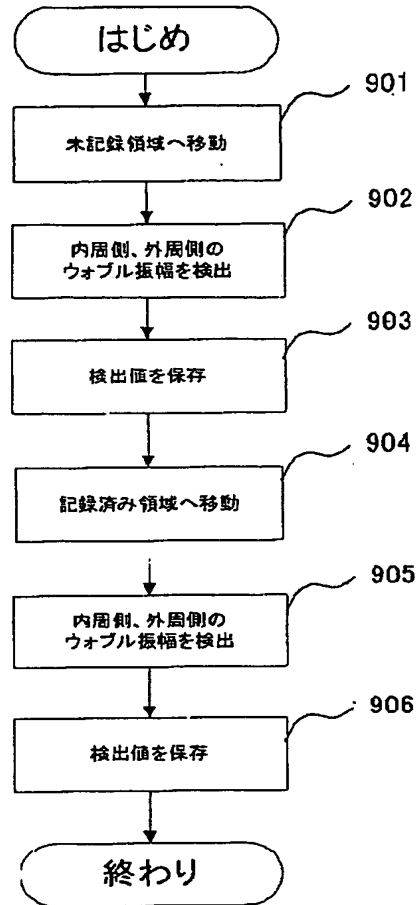 はじめ
901
未記録領域へ移動
902
内周側、外周側の
ウォブル振幅を検出
903
検出値を保存
904
記録済み領域へ移動
905
内周側、外周側の
ウォブル振幅を検出
906
検出値を保存
終わり